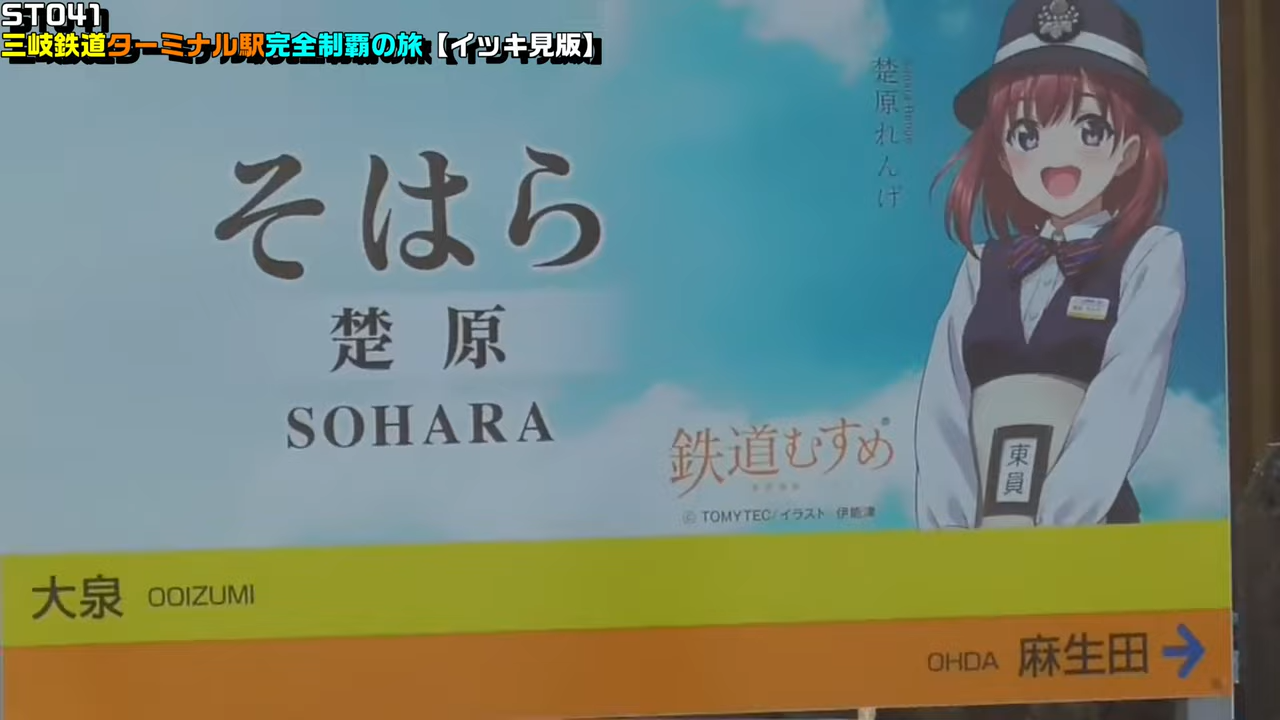 ST041
三岐鉄道ターミナル駅完全制覇の旅【イッキ見版】
楚原れんげ
そはら
楚原
SOHARA
東員
鉄道むすめ
© TOMYTEC/イラスト 伊能津
大泉 OOIZUMI
OHDA 麻生田